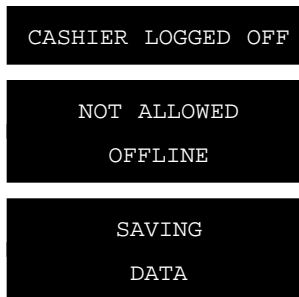 CASHIER LOGGED OFF
NOT ALLOWED
OFFLINE
SAVING
DATA